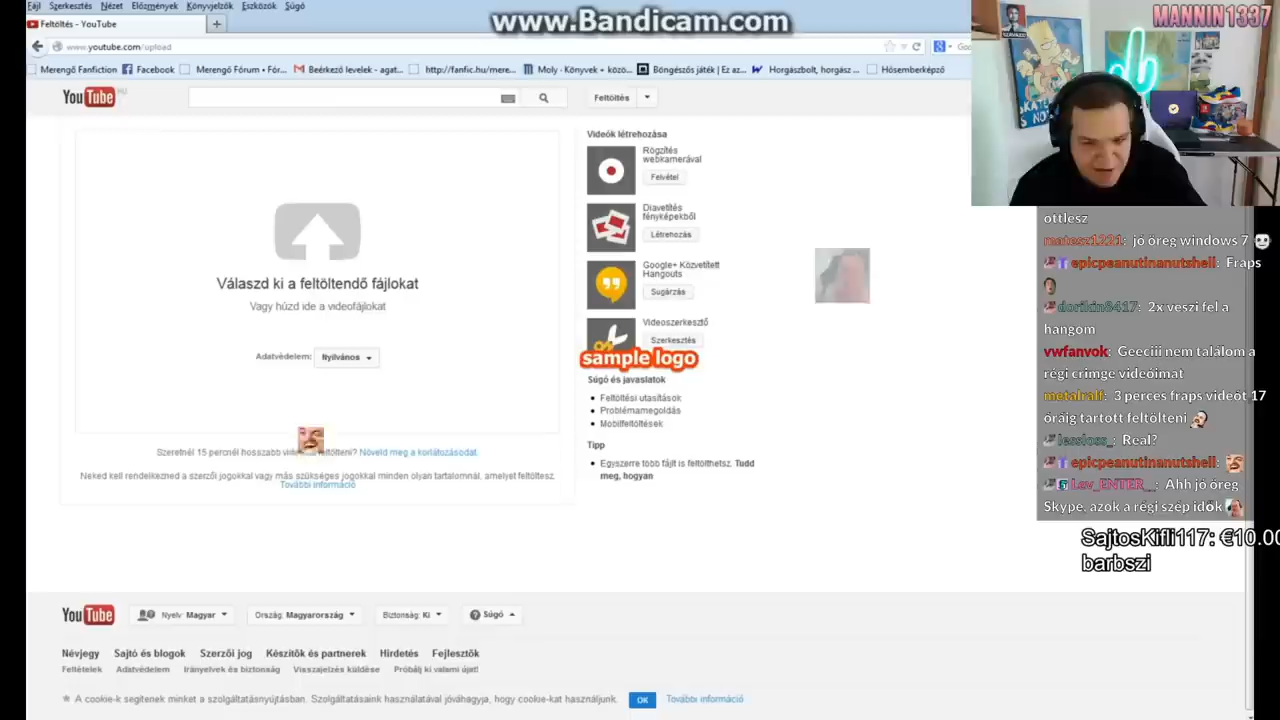 Fájl Szerkesztés Nézet Előzmények Könyvjelzők Eszközök Súgó
www.Bandicam.com
MANNIN1337
Feltöltés - YouTube
www.youtube.com/upload
Merengő Fanfiction Facebook Merengő Fórum • Fór... Beérkező levelek - agat... http://fanfic.hu/mere... Moly - Könyvek + köz... Böngészős játék | Ez az... Horgászbolt, horgász ... Hősemberképző
YouTube HU
Feltöltés
Videók létrehozása
Rögzítés
webkamerával
Felvétel
Diavetítés
fényképekből
Létrehozás
Google+ Közvetített
Hangouts
Sugárzás
Videoszerkesztő
Szerkesztés
sample logo
Válaszd ki a feltöltendő fájlokat
Vagy húzd ide a videofájlokat
Adatvédelem: Nyilvános
Súgó és javaslatok
Feltöltési utasítások
Problémamegoldás
Mobilfeltöltések
Tipp
Egyszerre több fájlt is feltölthetsz. Tudd
meg, hogyan
Szeretnél 15 percnél hosszabb feltölteni? Növeld meg a korlátozásodat.
Neked kell rendelkezned a szerzői jogokkal vagy más szükséges jogokkal minden olyan tartalomnál, amelyet feltöltesz.
További információ
ottlesz
matesz1221: jó öreg windows 7
epicpeanutinanutshell: Fraps
dorikin8417: 2x veszi fel a
hangom
vwfanvok: Geeciii nem találom a
régi crimge videóimat
metalralf: 3 perces fraps videót 17
óráig tartott feltölteni
lessloss_: Real?
epicpeanutinanutshell:
Lev_ENTER_: Ahh jó öreg
Skype, azok a régi szép idők
SajtosKifli117: €10.00
barbszi
YouTube Nyelv: Magyar Ország: Magyarország Biztonság: Ki Súgó
Névjegy Sajtó és blogok Szerzői jog Készítők és partnerek Hirdetés Fejlesztők
Feltételek Adatvédelem Irányelvek és biztonság Visszajelzés küldése Próbálj ki valami újat!
A cookie-k segítenek minket a szolgáltatásnyújtásban. Szolgáltatásaink használatával jóváhagyja, hogy cookie-kat használjunk. OK További információ